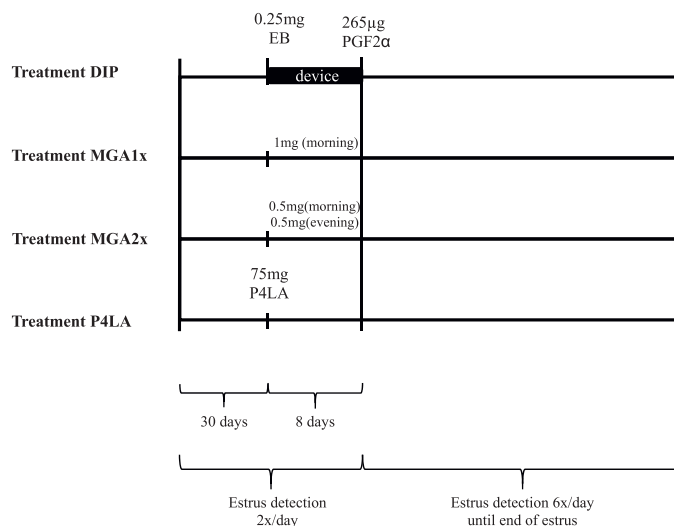 0.25mg
EB
265µg
PGF2α
Treatment DIP
device
Treatment MGA1x
1mg (morning)
Treatment MGA2x
0.5mg(morning)
0.5mg(evening)
75mg
P4LA
Treatment P4LA
30 days
8 days
Estrus detection
2x/day
Estrus detection 6x/day
until end of estrus